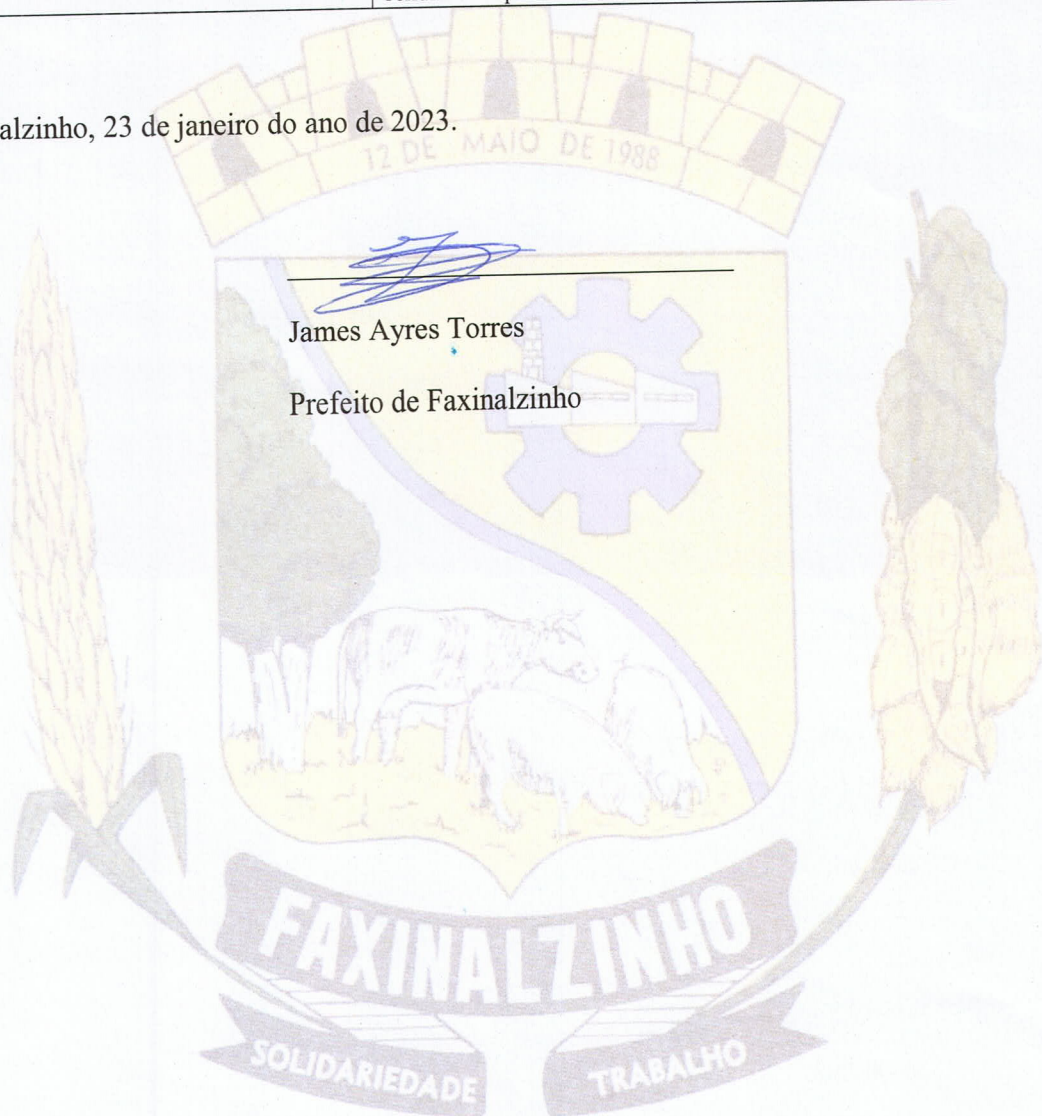 alzinho, 23 de janeiro do ano de 2023.
12 DE MAIO DE 1988
James Ayres Torres
Prefeito de Faxinalzinho
FAXINALZINHO
SOLIDARIEDADE TRABALHO